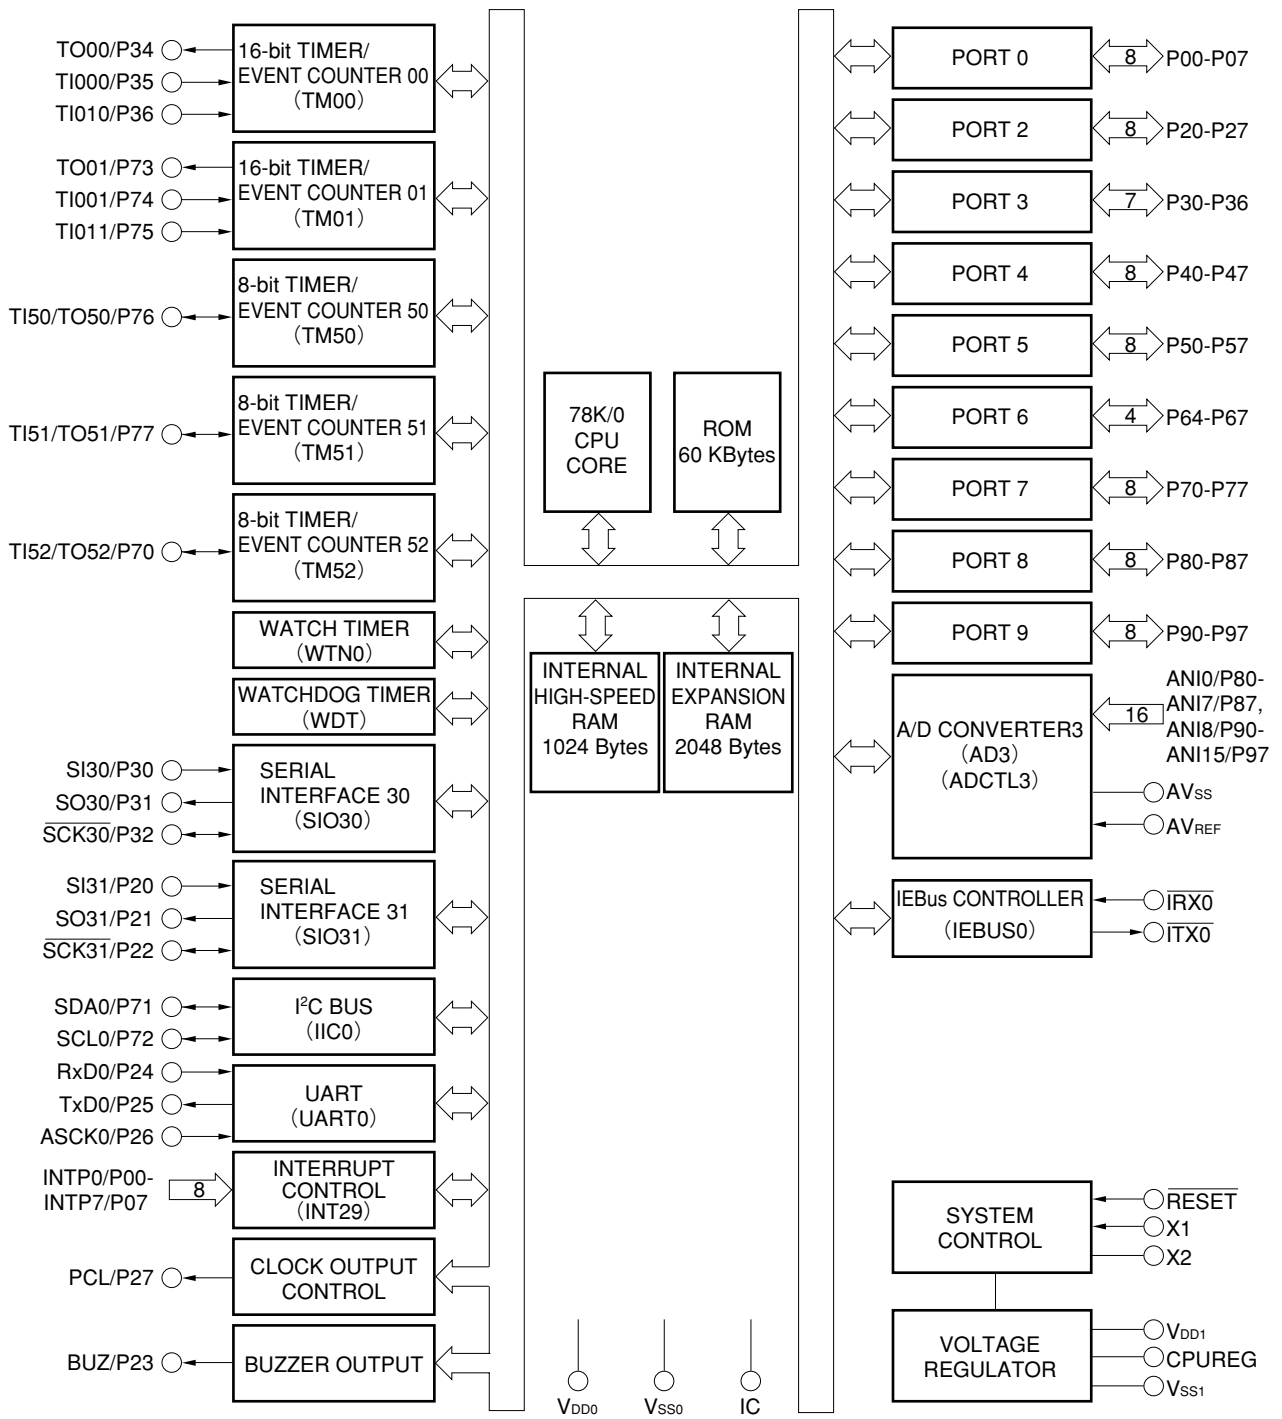 TO00/P34
TI000/P35
TI010/P36
16-bit TIMER/
EVENT COUNTER 00
(TM00)
TO01/P73
TI001/P74
TI011/P75
16-bit TIMER/
EVENT COUNTER 01
(TM01)
TI50/TO50/P76
8-bit TIMER/
EVENT COUNTER 50
(TM50)
TI51/TO51/P77
8-bit TIMER/
EVENT COUNTER 51
(TM51)
TI52/TO52/P70
8-bit TIMER/
EVENT COUNTER 52
(TM52)
WATCH TIMER
(WTN0)
WATCHDOG TIMER
(WDT)
SI30/P30
SO30/P31
SCK30/P32
SERIAL
INTERFACE 30
(SIO30)
SI31/P20
SO31/P21
SCK31/P22
SERIAL
INTERFACE 31
(SIO31)
SDA0/P71
SCL0/P72
I²C BUS
(IIC0)
RxD0/P24
TxD0/P25
ASCK0/P26
UART
(UART0)
INTP0/P00-
INTP7/P07
8
INTERRUPT
CONTROL
(INT29)
PCL/P27
CLOCK OUTPUT
CONTROL
BUZ/P23
BUZZER OUTPUT
78K/0
CPU
CORE
ROM
60 KBytes
INTERNAL
HIGH-SPEED
RAM
1024 Bytes
INTERNAL
EXPANSION
RAM
2048 Bytes
VDD0
VSS0
IC
PORT 0
8
P00-P07
PORT 2
8
P20-P27
PORT 3
7
P30-P36
PORT 4
8
P40-P47
PORT 5
8
P50-P57
PORT 6
4
P64-P67
PORT 7
8
P70-P77
PORT 8
8
P80-P87
PORT 9
8
P90-P97
A/D CONVERTER3
(AD3)
(ADCTL3)
16
ANI0/P80-
ANI7/P87,
ANI8/P90-
ANI15/P97
AVSS
AVREF
IEBus CONTROLLER
(IEBUS0)
IRX0
ITX0
SYSTEM
CONTROL
RESET
X1
X2
VOLTAGE
REGULATOR
VDD1
CPUREG
VSS1